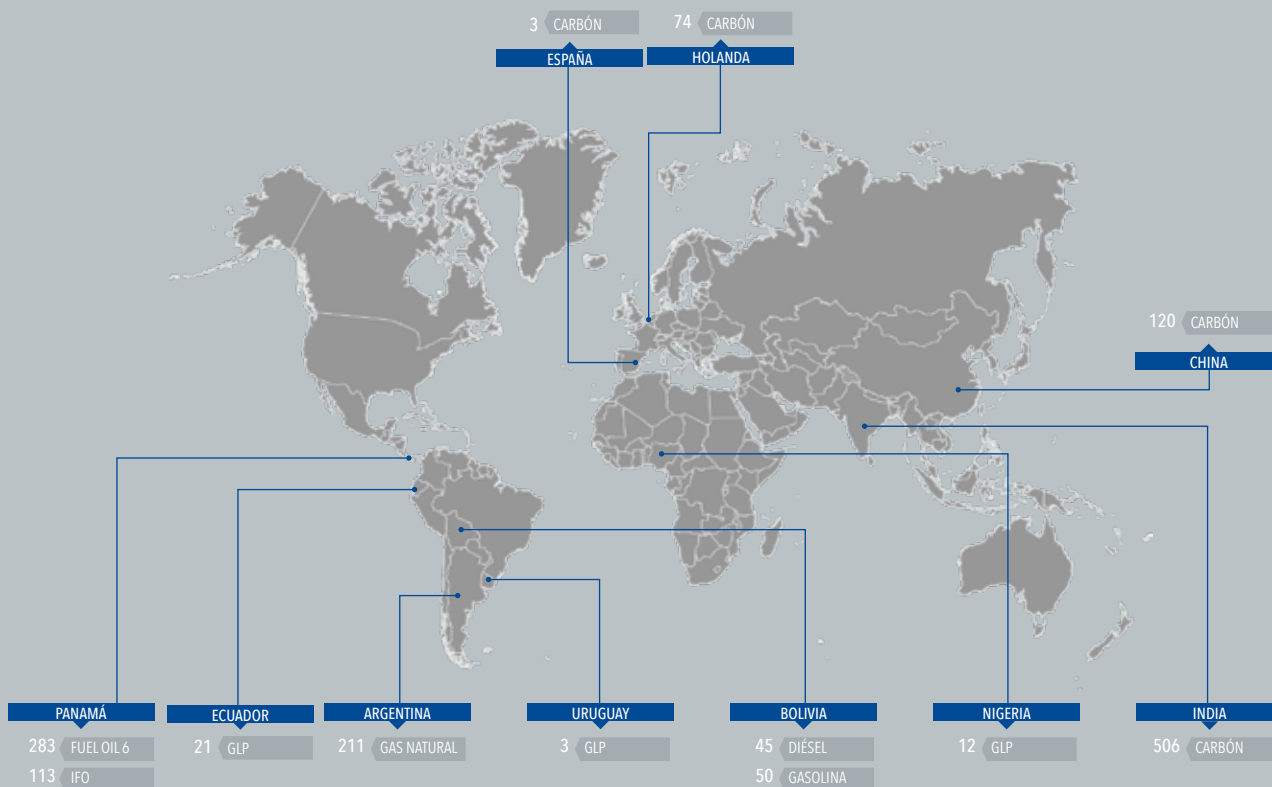 3 CARBÓN
ESPAÑA
74 CARBÓN
HOLANDA
120 CARBÓN
CHINA
PANAMÁ
283 FUEL OIL 6
113 IFO
ECUADOR
21 GLP
ARGENTINA
211 GAS NATURAL
URUGUAY
3 GLP
BOLIVIA
45 DIÉSEL
50 GASOLINA
NIGERIA
12 GLP
INDIA
506 CARBÓN